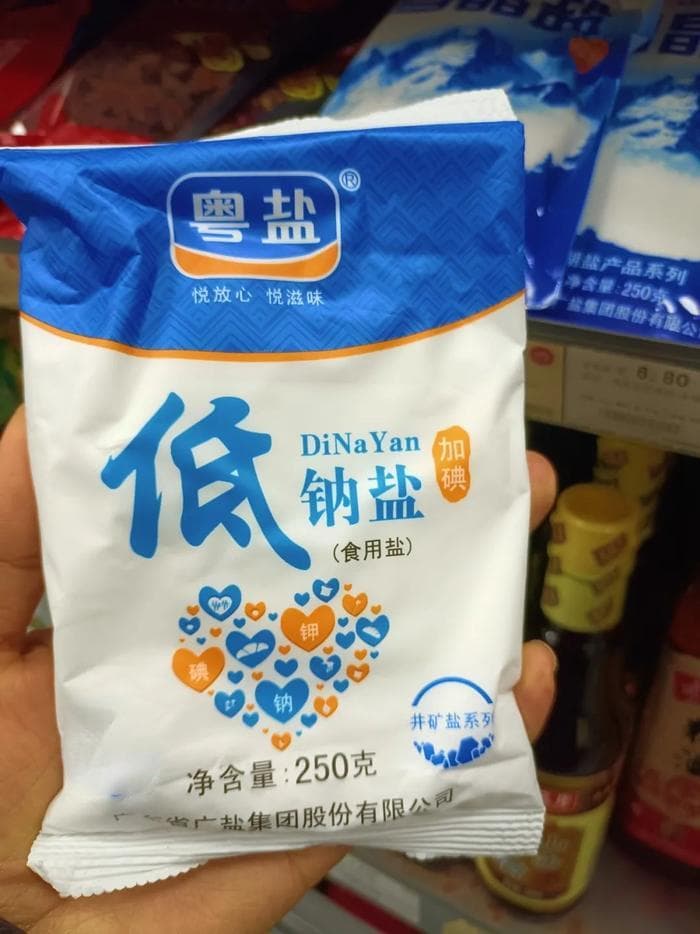 粤盐®
悦放心 悦滋味
低
DiNaYan
钠盐
加
碘
(食用盐)
钾
碘
钠
井矿盐系列
净含量:250克
省广盐集团股份有限公司
晶盐
晶
盐产品系列
净含量:250克
盐集团股份有限公
6.80